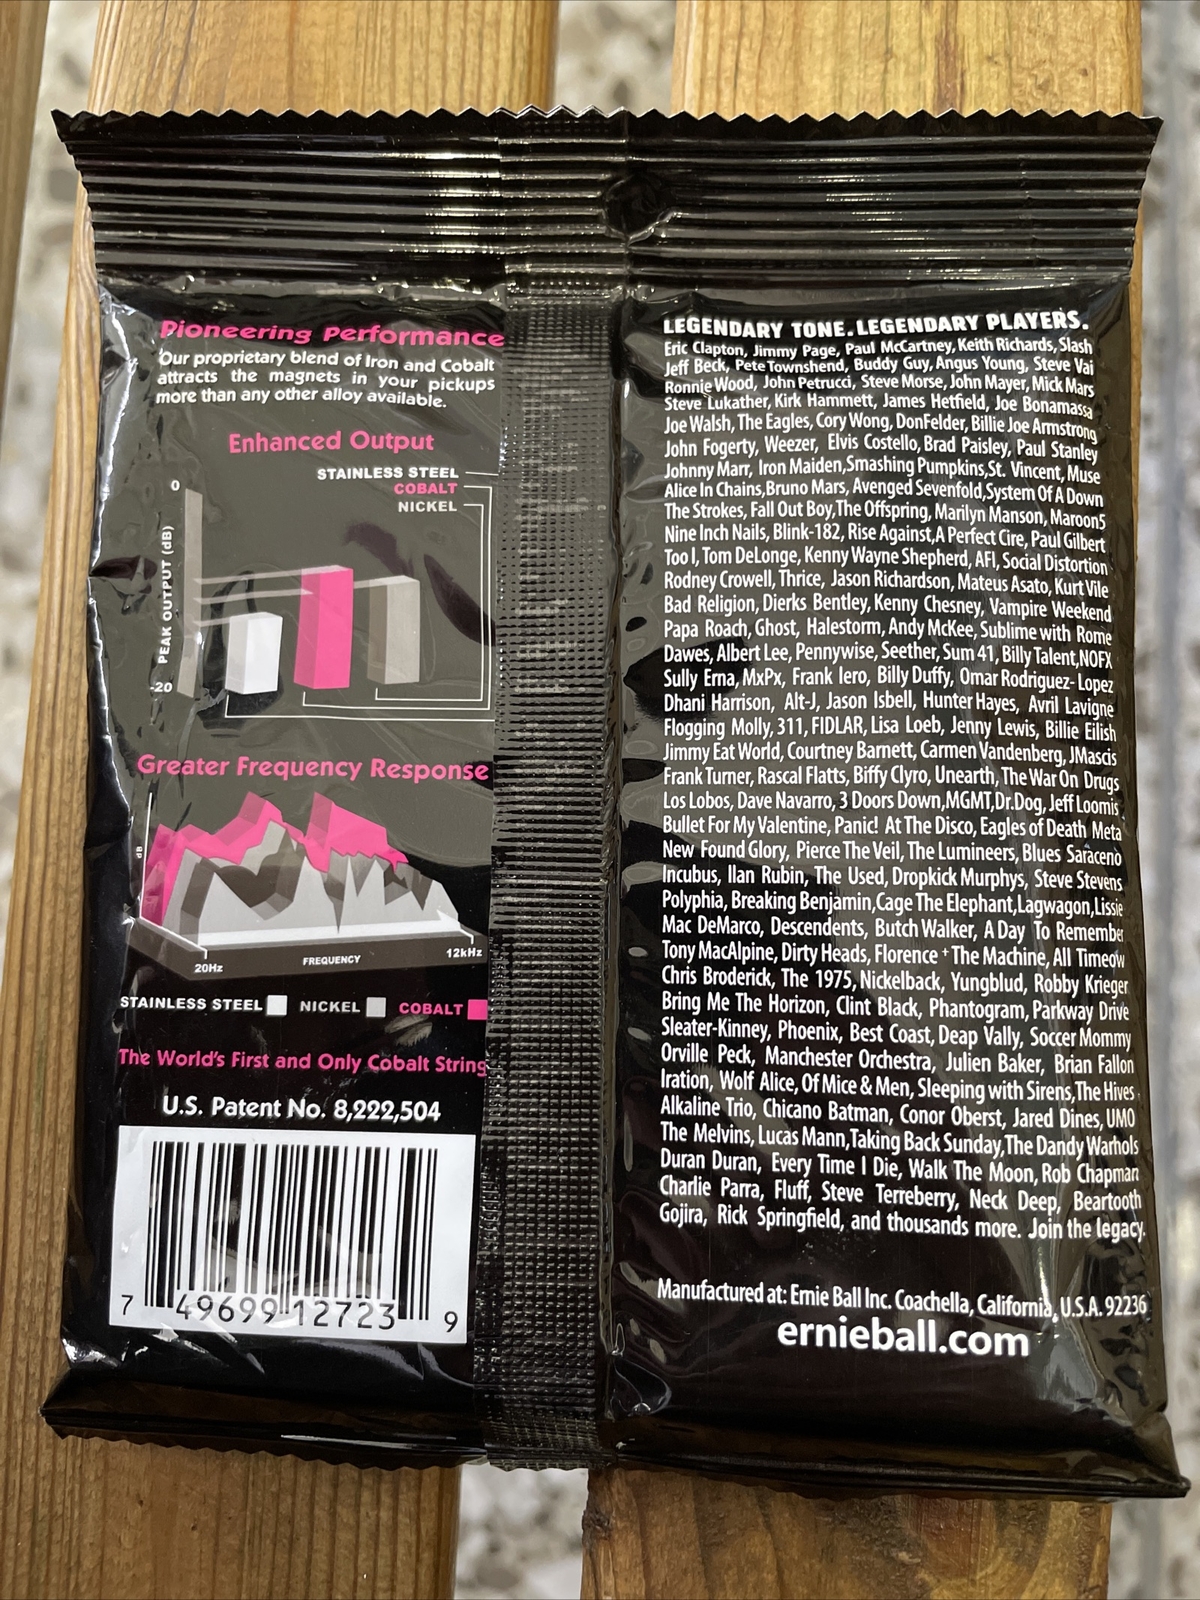 Pioneering Performance
Our proprietary blend of Iron and Cobalt
attracts the magnets in your pickups
more than any other alloy available.
Enhanced Output
STAINLESS STEEL
COBALT
NICKEL
0
PEAK OUTPUT (dB)
-20
Greater Frequency Response
dB
20Hz
FREQUENCY
12kHz
STAINLESS STEEL NICKEL COBALT
The World's First and Only Cobalt String
U.S. Patent No. 8,222,504
7 49699 12723 9
LEGENDARY TONE. LEGENDARY PLAYERS.
Eric Clapton, Jimmy Page, Paul McCartney, Keith Richards, Slash
Jeff Beck, Pete Townshend, Buddy Guy, Angus Young, Steve Vai
Ronnie Wood, John Petrucci, Steve Morse, John Mayer, Mick Mars
Steve Lukather, Kirk Hammett, James Hetfield, Joe Bonamassa
Joe Walsh, The Eagles, Cory Wong, DonFelder, Billie Joe Armstrong
John Fogerty, Weezer, Elvis Costello, Brad Paisley, Paul Stanley
Johnny Marr, Iron Maiden, Smashing Pumpkins, St. Vincent, Muse
Alice In Chains, Bruno Mars, Avenged Sevenfold, System Of A Down
The Strokes, Fall Out Boy, The Offspring, Marilyn Manson, Maroon5
Nine Inch Nails, Blink-182, Rise Against, A Perfect Cire, Paul Gilbert
Too l, Tom DeLonge, Kenny Wayne Shepherd, AFI, Social Distortion
Rodney Crowell, Thrice, Jason Richardson, Mateus Asato, Kurt Vile
Bad Religion, Dierks Bentley, Kenny Chesney, Vampire Weekend
Papa Roach, Ghost, Halestorm, Andy McKee, Sublime with Rome
Dawes, Albert Lee, Pennywise, Seether, Sum 41, Billy Talent, NOFX
Sully Erna, MxPx, Frank Iero, Billy Duffy, Omar Rodriguez-Lopez
Dhani Harrison, Alt-J, Jason Isbell, Hunter Hayes, Avril Lavigne
Flogging Molly, 311, FIDLAR, Lisa Loeb, Jenny Lewis, Billie Eilish
Jimmy Eat World, Courtney Barnett, Carmen Vandenberg, JMascis
Frank Turner, Rascal Flatts, Biffy Clyro, Unearth, The War On Drugs
Los Lobos, Dave Navarro, 3 Doors Down, MGMT, Dr. Dog, Jeff Loomis
Bullet For My Valentine, Panic! At The Disco, Eagles of Death Meta
New Found Glory, Pierce The Veil, The Lumineers, Blues Saraceno
Incubus, Ilan Rubin, The Used, Dropkick Murphys, Steve Stevens
Polyphia, Breaking Benjamin, Cage The Elephant, Lagwagon, Lissie
Mac DeMarco, Descendents, Butch Walker, A Day To Remember
Tony MacAlpine, Dirty Heads, Florence + The Machine, All Timeow
Chris Broderick, The 1975, Nickelback, Yungblud, Robby Krieger
Bring Me The Horizon, Clint Black, Phantogram, Parkway Drive
Sleater-Kinney, Phoenix, Best Coast, Deap Vally, Soccer Mommy
Orville Peck, Manchester Orchestra, Julien Baker, Brian Fallon
Iration, Wolf Alice, Of Mice & Men, Sleeping with Sirens, The Hives
Alkaline Trio, Chicano Batman, Conor Oberst, Jared Dines, UMO
The Melvins, Lucas Mann, Taking Back Sunday, The Dandy Warhols
Duran Duran, Every Time I Die, Walk The Moon, Rob Chapman
Charlie Parra, Fluff, Steve Terreberry, Neck Deep, Beartooth
Gojira, Rick Springfield, and thousands more. Join the legacy.
Manufactured at: Ernie Ball Inc. Coachella, California, U.S.A. 92236
ernieball.com